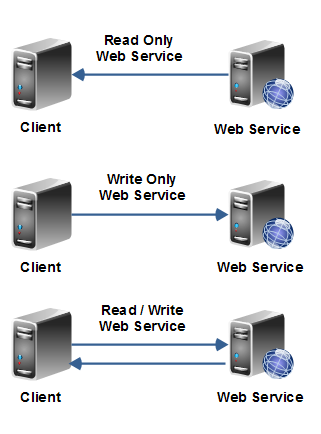 Read Only
Web Service
Client
Web Service
Write Only
Web Service
Client
Web Service
Read / Write
Web Service
Client
Web Service